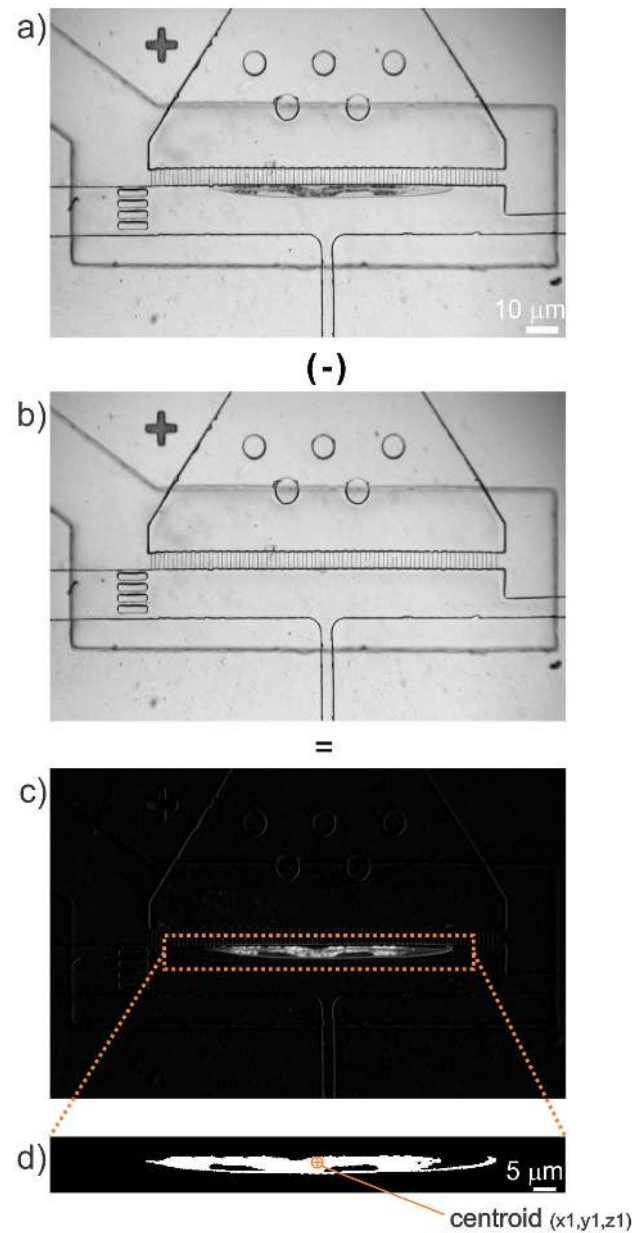 a)
10 μm
(-)
b)
=
c)
d)
5 μm
centroid (x1,y1,z1)